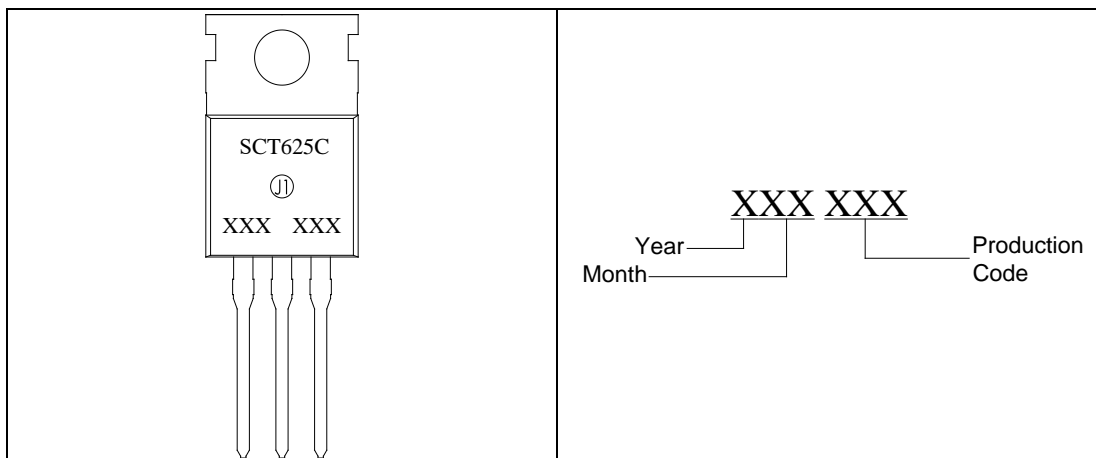 SCT625C
J1
XXX XXX
XXX XXX
Year
Month
Production
Code